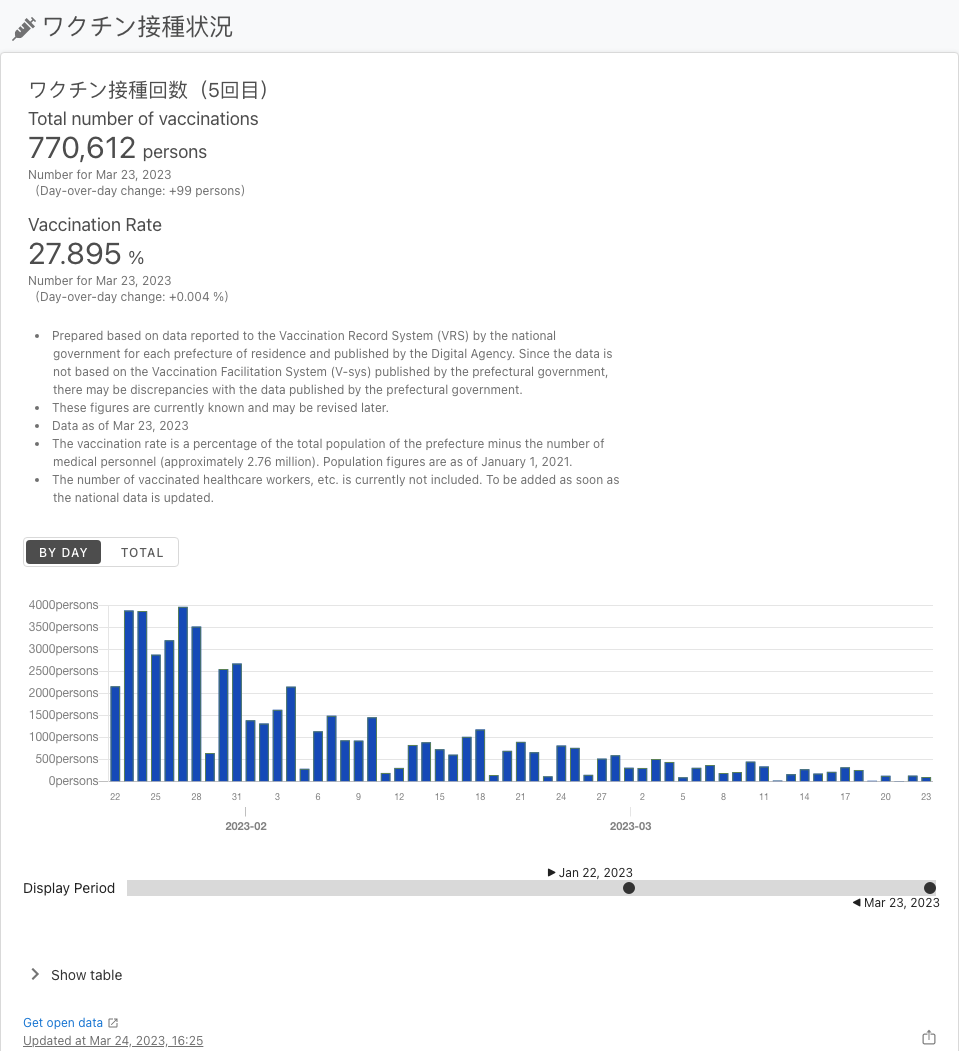 ワクチン接種状況
ワクチン接種回数（5回目）
Total number of vaccinations
770,612 persons
Number for Mar 23, 2023
（Day-over-day change: +99 persons）
Vaccination Rate
27.895 %
Number for Mar 23, 2023
（Day-over-day change: +0.004 %）
• Prepared based on data reported to the Vaccination Record System (VRS) by the national
government for each prefecture of residence and published by the Digital Agency. Since the data is
not based on the Vaccination Facilitation System (V-sys) published by the prefectural government,
there may be discrepancies with the data published by the prefectural government.
• These figures are currently known and may be revised later.
• Data as of Mar 23, 2023
• The vaccination rate is a percentage of the total population of the prefecture minus the number of
medical personnel (approximately 2.76 million). Population figures are as of January 1, 2021.
• The number of vaccinated healthcare workers, etc. is currently not included. To be added as soon as
the national data is updated.
BY DAY TOTAL
4000persons
3500persons
3000persons
2500persons
2000persons
1500persons
1000persons
500persons
0persons
22 25 28 31 3 6 9 12 15 18 21 24 27 2 5 8 11 14 17 20 23
2023-02 2023-03
Jan 22, 2023
Display Period
Mar 23, 2023
Show table
Get open data
Updated at Mar 24, 2023, 16:25